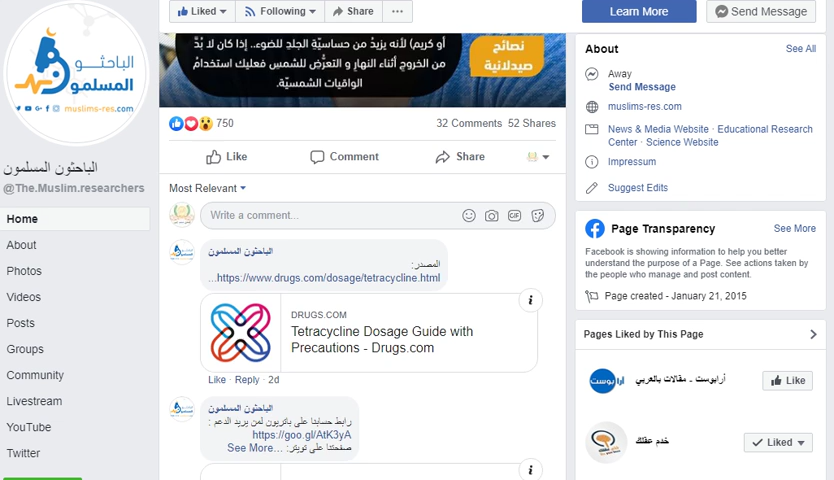 Liked
Following
Share
Learn More
Send Message
الباحثون
المسلمون
muslims-res.com
الباحثون المسلمون
@The.Muslim.researchers
Home
About
Photos
Videos
Posts
Groups
Community
Livestream
YouTube
Twitter
أو كريم) لأنه يزيدُ من حساسيّةِ الجلدِ للضوء.. إذا كان لا بُدَّ
من الخروجِ أثناء النهارِ و التعرُّضِ للشمسِ فعليك استخدامُ
الواقيات الشمسيّة.
نصائح
صيدلانية
750
32 Comments 52 Shares
Like
Comment
Share
Most Relevant
Write a comment...
GIF
الباحثون المسلمون
المصدر:
https://www.drugs.com/dosage/tetracycline.html...
i
DRUGS.COM
Tetracycline Dosage Guide with
Precautions - Drugs.com
Like · Reply · 2d
الباحثون المسلمون
رابط حسابنا على باتريون لمن يريد الدعم :
https://goo.gl/AtK3yA
صفحتنا على تويتر: ... See More
i
About
See All
Away
Send Message
muslims-res.com
News & Media Website · Educational Research
Center · Science Website
Impressum
Suggest Edits
Page Transparency
See More
Facebook is showing information to help you better
understand the purpose of a Page. See actions taken by
the people who manage and post content.
Page created - January 21, 2015
Pages Liked by This Page
أرابوست
أرابوست - مقالات بالعربي
Like
خدم عقلك
Liked